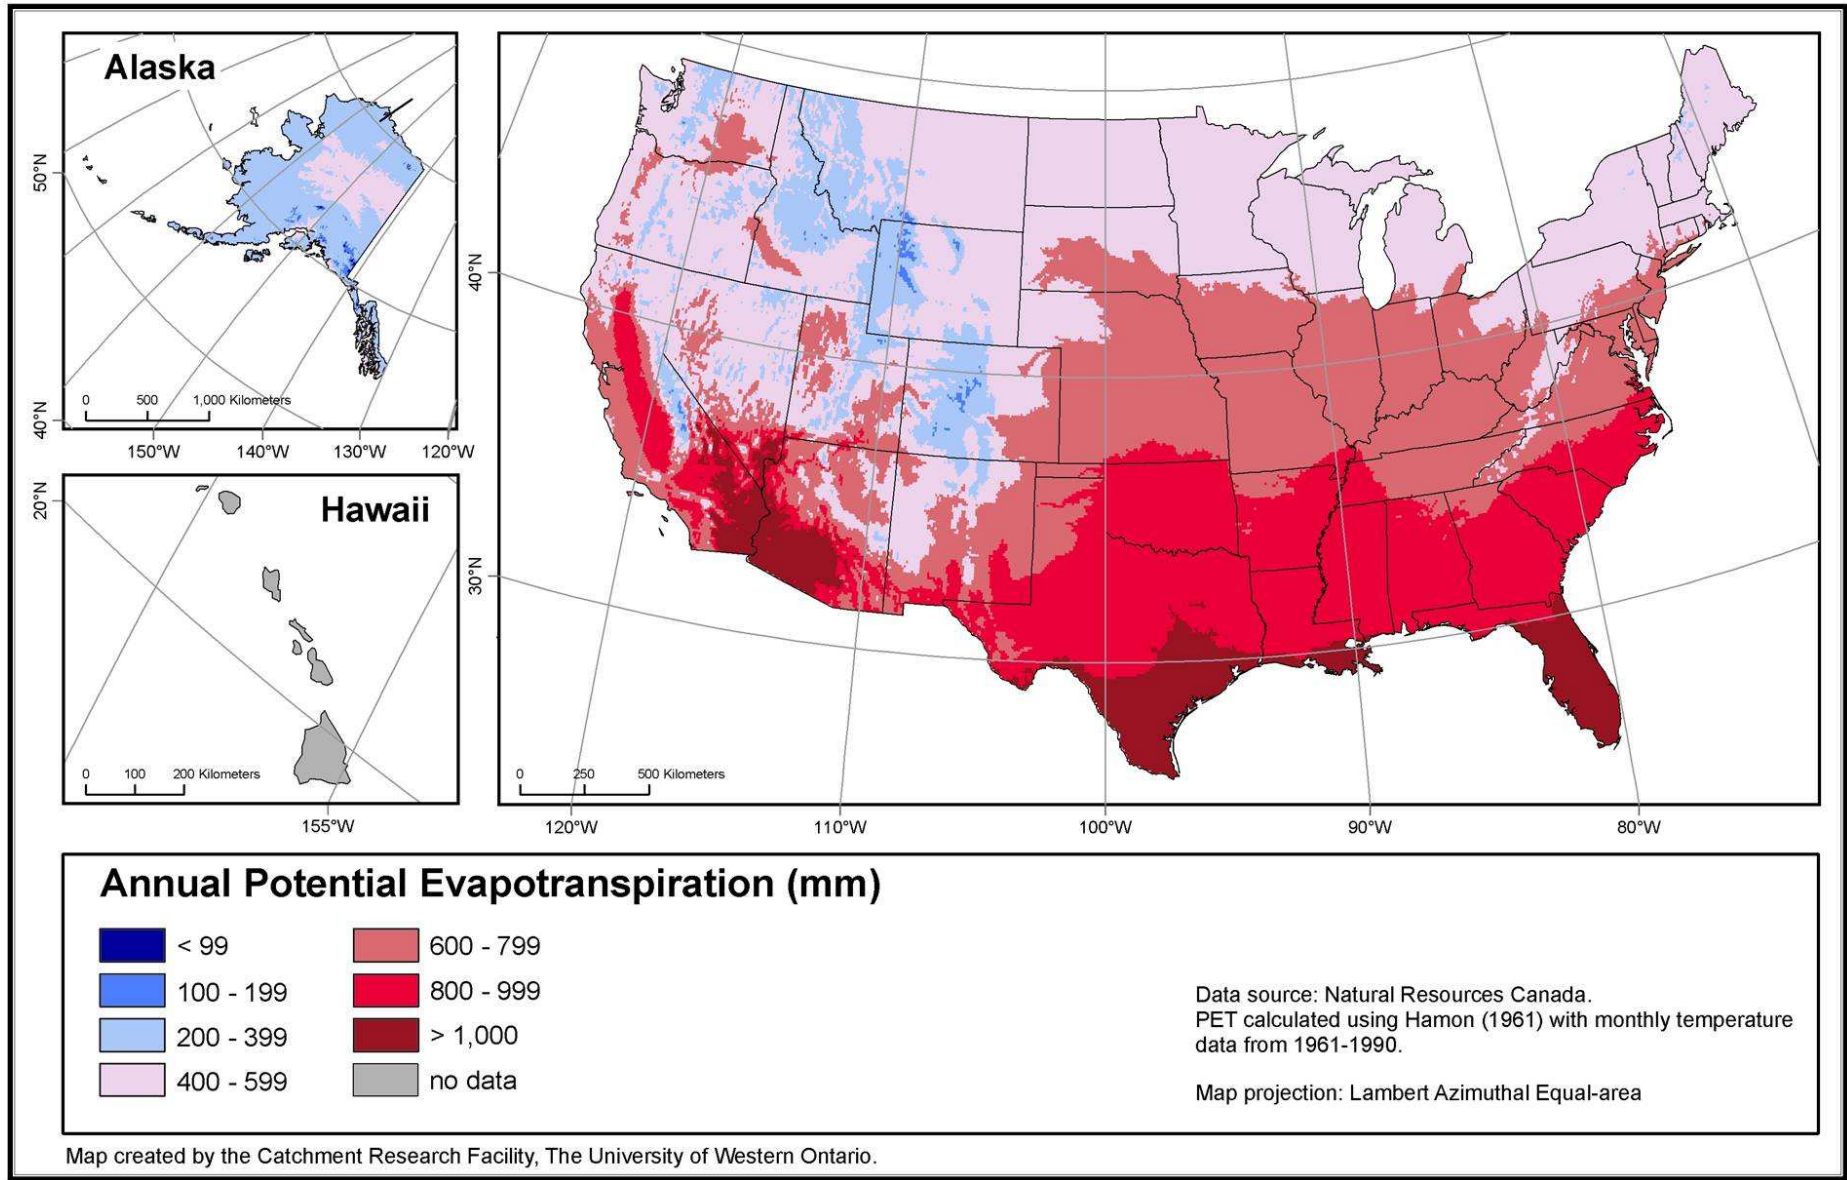 Alaska
50°N
40°N
0 500 1,000 Kilometers
150°W 140°W 130°W 120°W
Hawaii
20°N
0 100 200 Kilometers
155°W
40°N
30°N
0 250 500 Kilometers
120°W 110°W 100°W 90°W 80°W
Annual Potential Evapotranspiration (mm)
< 99
100 - 199
200 - 399
400 - 599
600 - 799
800 - 999
> 1,000
no data
Data source: Natural Resources Canada.
PET calculated using Hamon (1961) with monthly temperature
data from 1961-1990.
Map projection: Lambert Azimuthal Equal-area
Map created by the Catchment Research Facility, The University of Western Ontario.